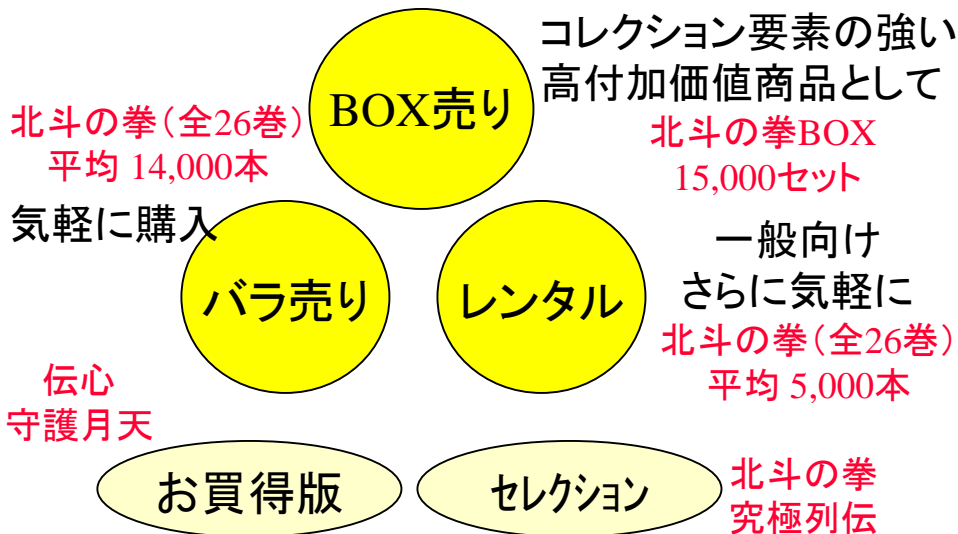 コレクション要素の強い
高付加価値商品として
北斗の拳BOX
15,000セット
BOX売り
北斗の拳(全26巻)
平均 14,000本
気軽に購入
バラ売り
レンタル
一般向け
さらに気軽に
北斗の拳(全26巻)
平均 5,000本
伝心
守護月天
お買得版
セレクション
北斗の拳
究極列伝